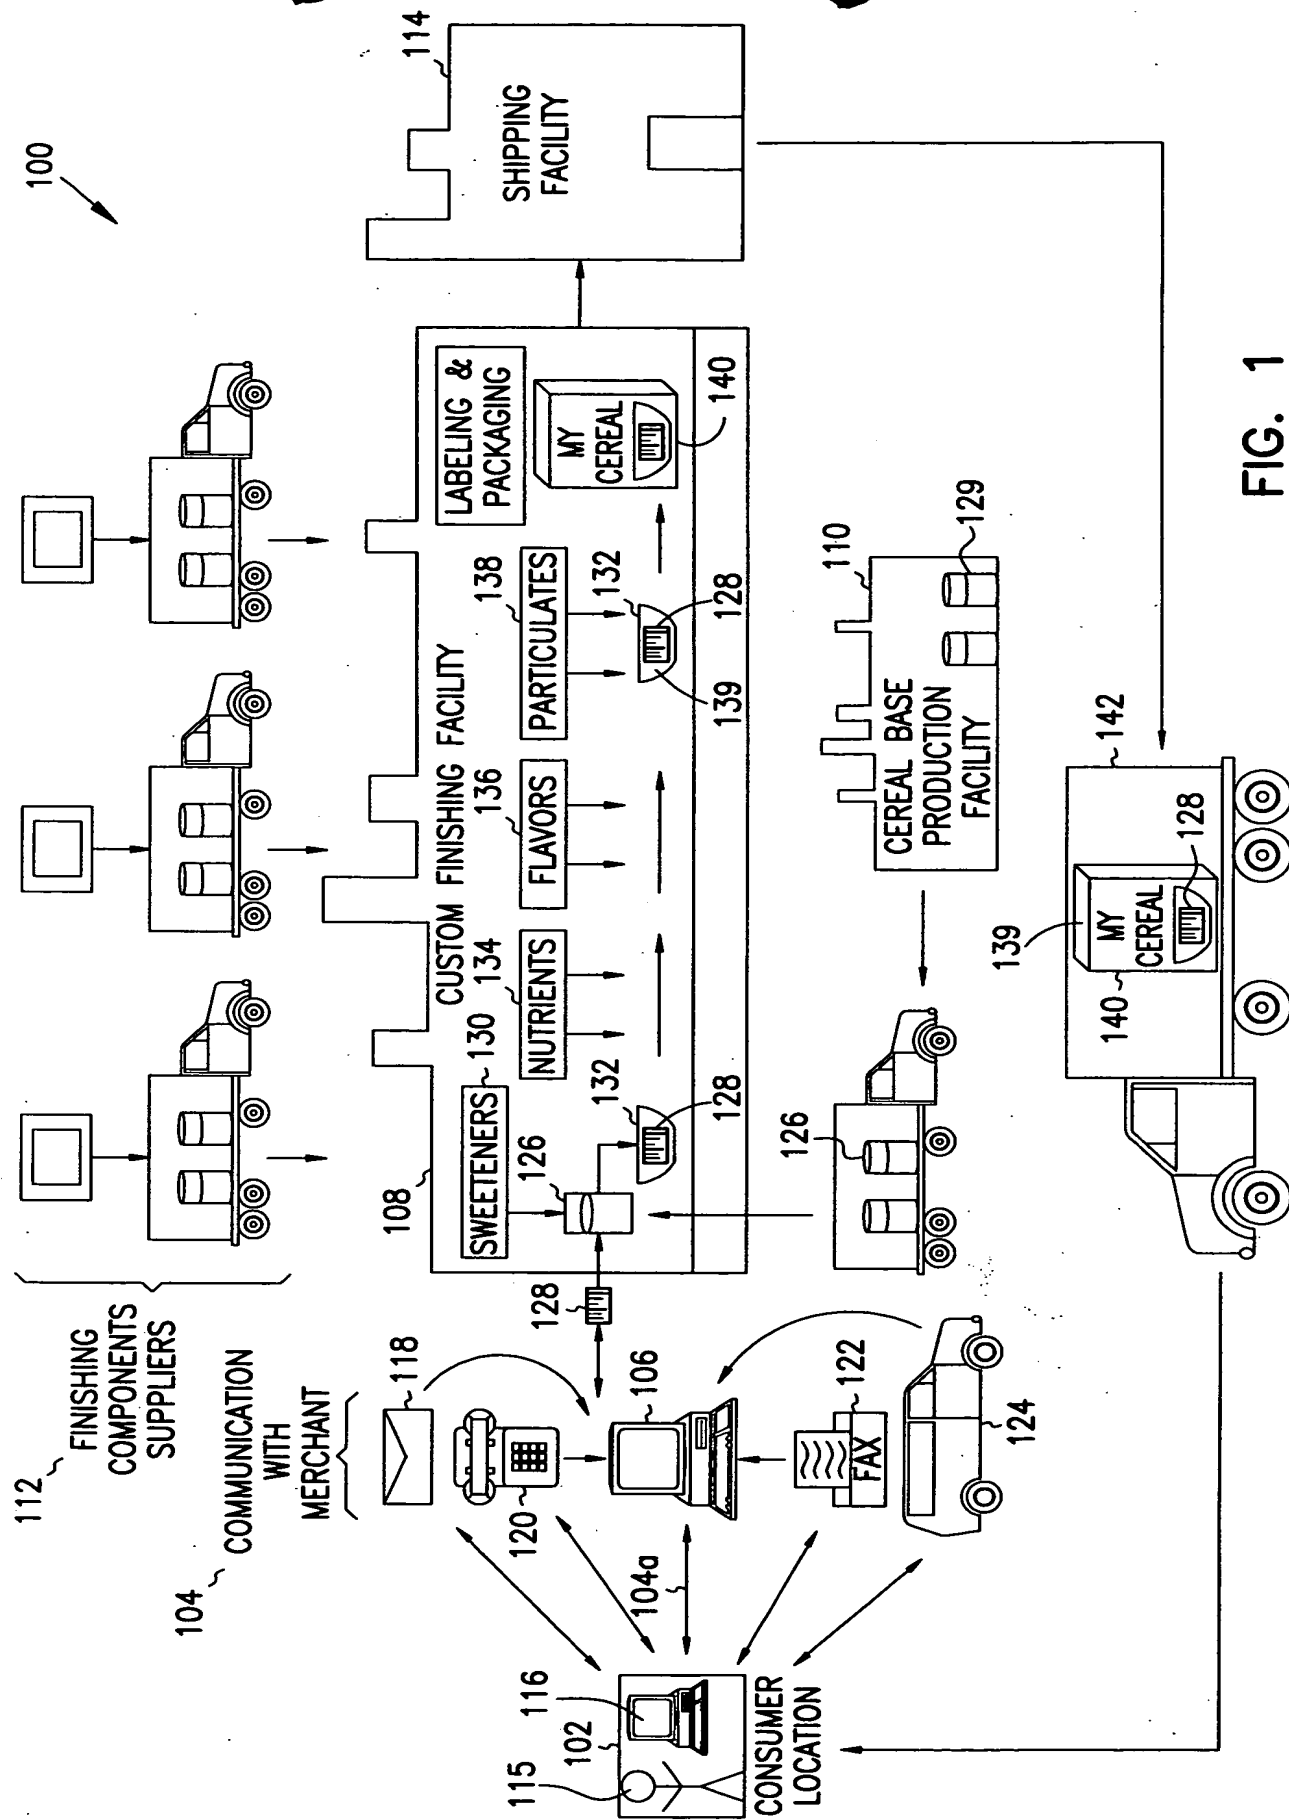 100
112
FINISHING
COMPONENTS
SUPPLIERS
104
COMMUNICATION
WITH
MERCHANT
118
120
106
FAX
122
124
104a
102
116
115
CONSUMER
LOCATION
128
108
CUSTOM FINISHING FACILITY
SWEETENERS
130
126
132
128
NUTRIENTS
134
FLAVORS
136
PARTICULATES
138
132
128
139
LABELING &
PACKAGING
MY
CEREAL
140
114
SHIPPING
FACILITY
110
CEREAL BASE
PRODUCTION
FACILITY
129
126
142
139
MY
CEREAL
140
128
FIG. 1